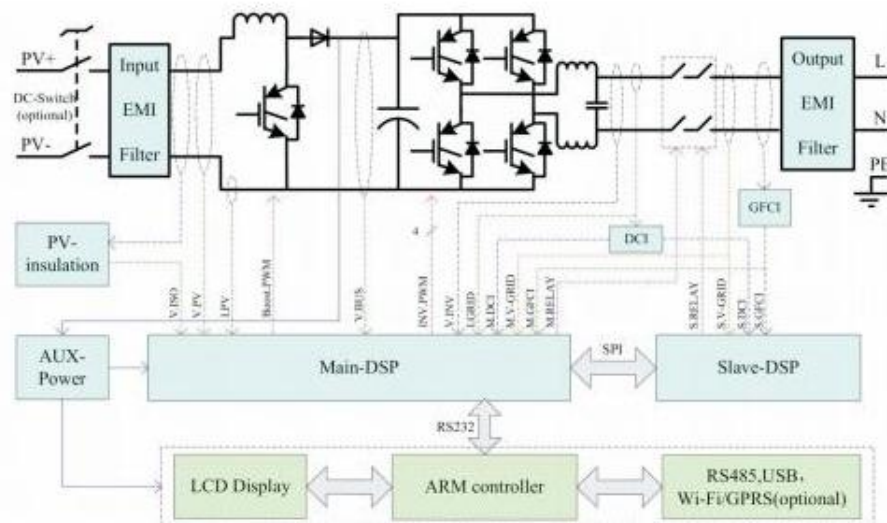 PV+
DC-Switch
(optional)
PV-
Input
EMI
Filter
Output
EMI
Filter
L
N
PE
GFCI
DCI
4
PV-
insulation
V.ISO
V.PV
I.PV
Boost.PWM
V.BUS
INV.PWM
V.INV
I.GRID
M.DCI
M.V-GRID
M.GFCI
M.RELAY
S.RELAY
S.V-GRID
S.DCI
S.GFCI
AUX-
Power
Main-DSP
SPI
Slave-DSP
RS232
LCD Display
ARM controller
RS485,USB、
Wi-Fi/GPRS(optional)